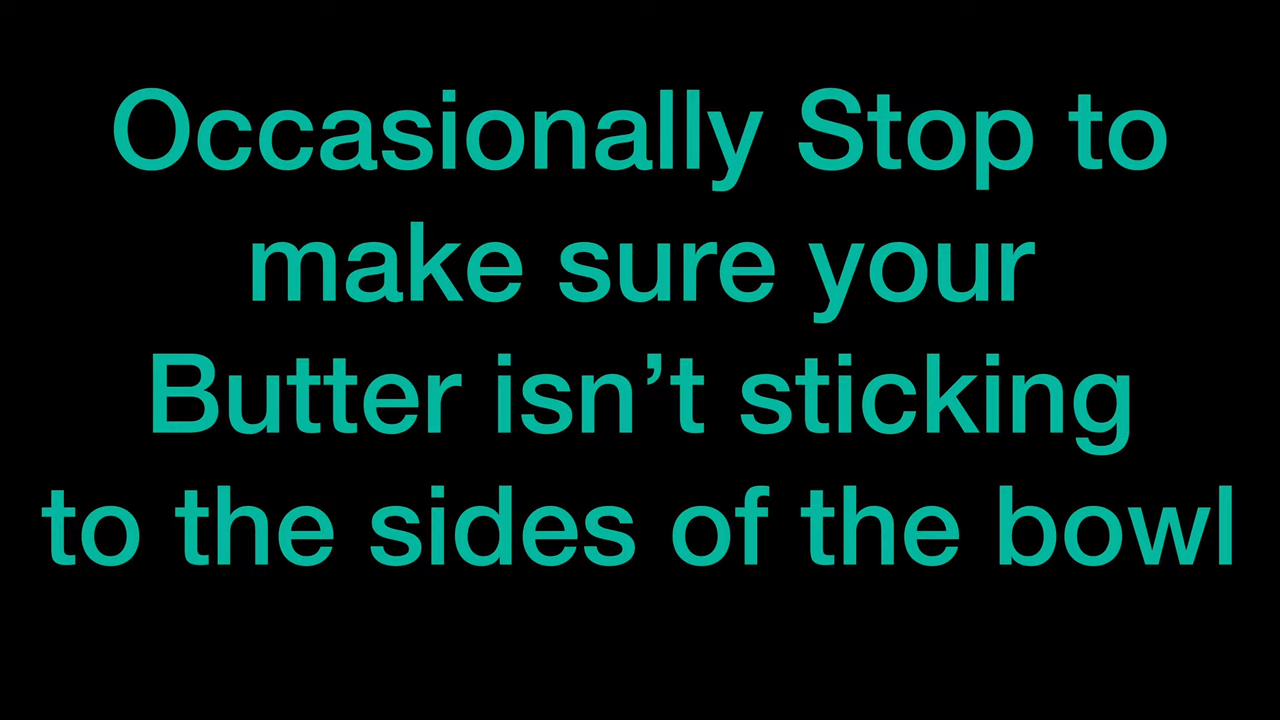 Occasionally Stop to
make sure your
Butter isn’t sticking
to the sides of the bowl